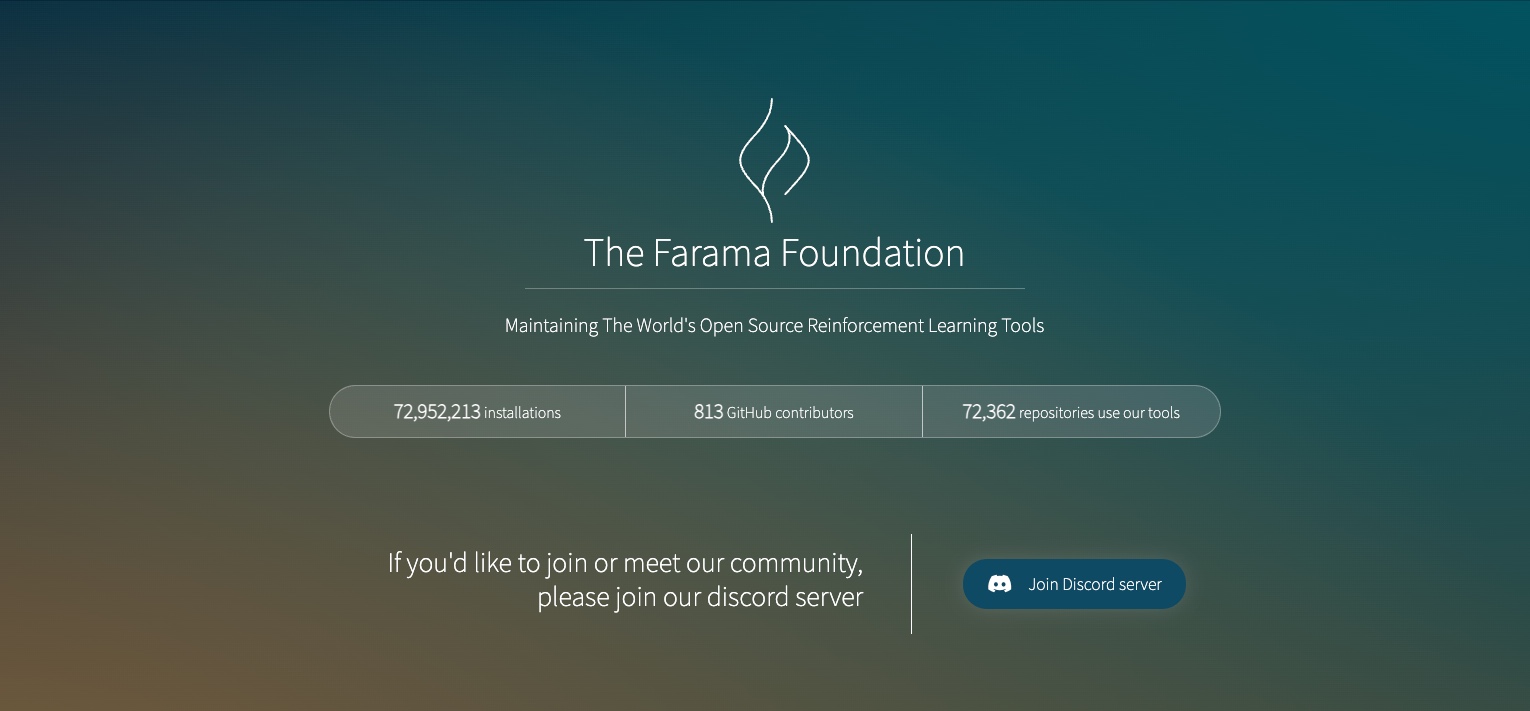 The Farama Foundation
Maintaining The World's Open Source Reinforcement Learning Tools
72,952,213 installations
813 GitHub contributors
72,362 repositories use our tools
If you'd like to join or meet our community,
please join our discord server
Join Discord server